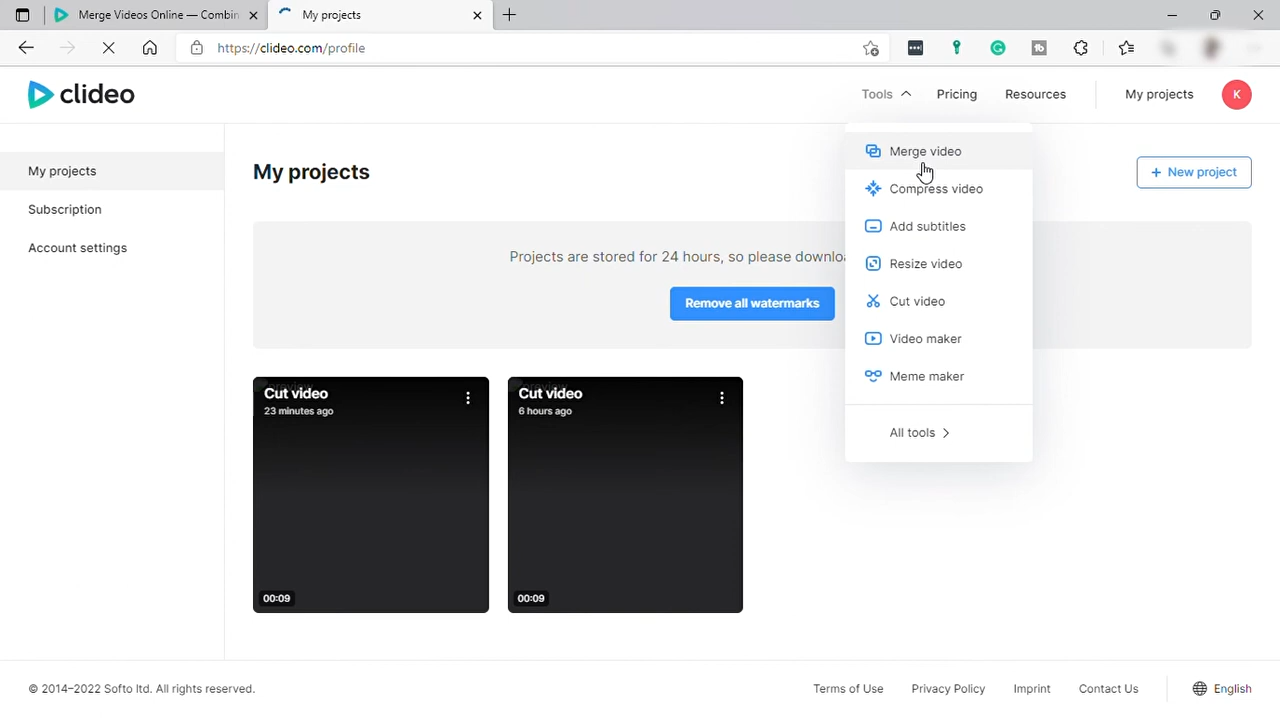 Merge Videos Online — Combin
My projects
https://clideo.com/profile
clideo
Tools
Pricing
Resources
My projects
K
My projects
Subscription
Account settings
My projects
+ New project
Projects are stored for 24 hours, so please downloa
Remove all watermarks
Merge video
Compress video
Add subtitles
Resize video
Cut video
Video maker
Meme maker
All tools
Cut video
23 minutes ago
00:09
Cut video
6 hours ago
00:09
© 2014–2022 Softo ltd. All rights reserved.
Terms of Use
Privacy Policy
Imprint
Contact Us
English